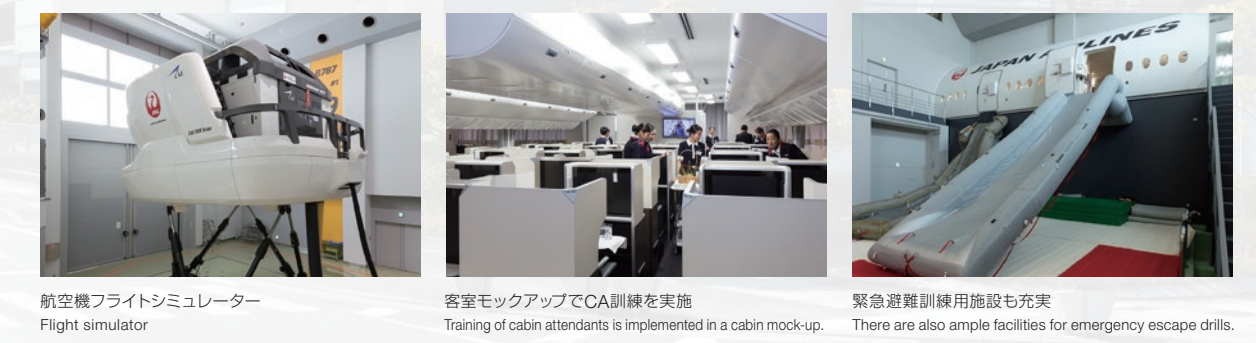 B787
#1
CAE
JAPAN AIRLINES
航空機フライトシミュレーター
Flight simulator
客室モックアップでCA訓練を実施
Training of cabin attendants is implemented in a cabin mock-up.
緊急避難訓練用施設も充実
There are also ample facilities for emergency escape drills.